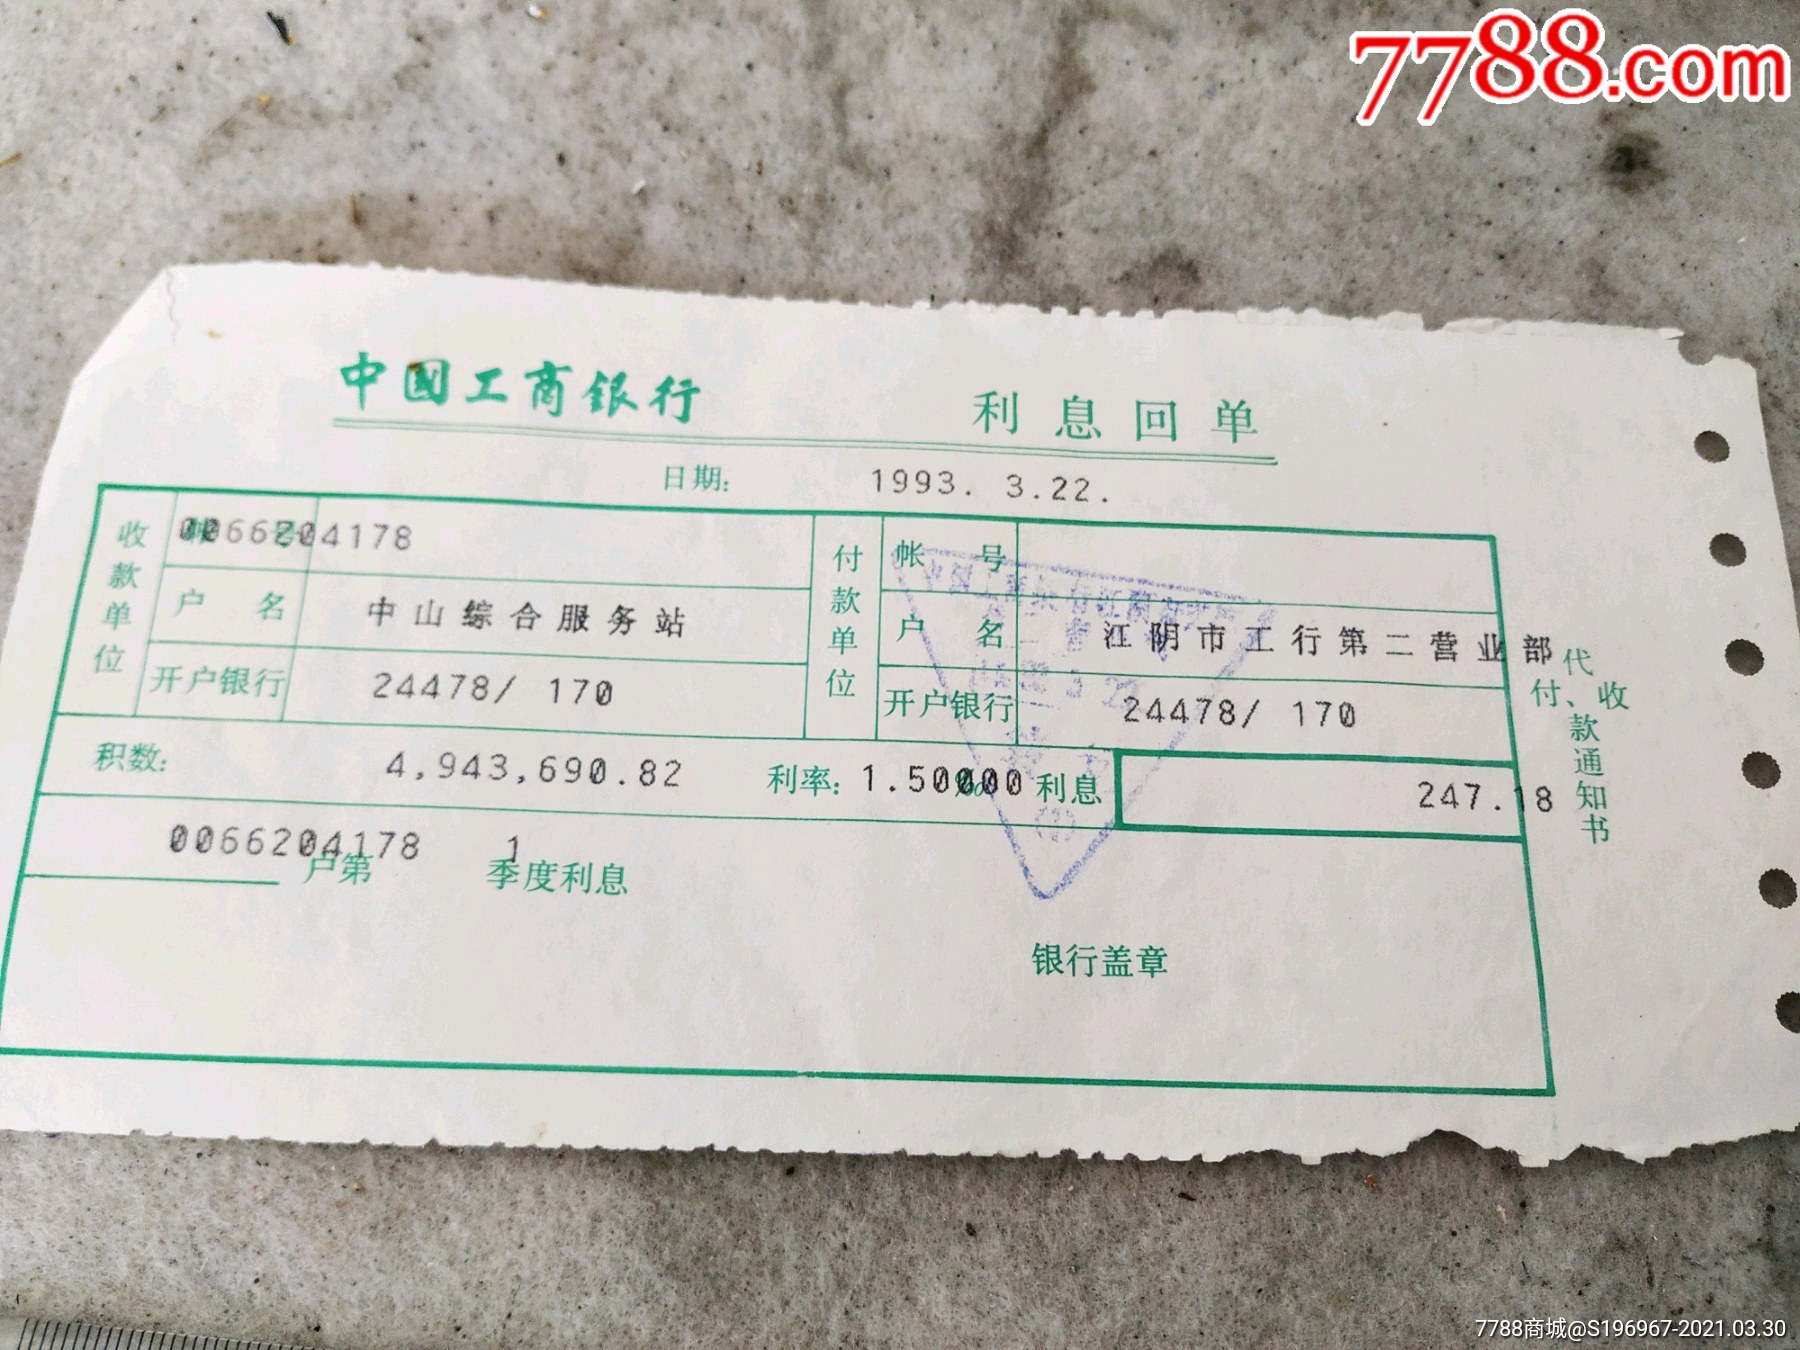 7788.com
中国工商银行 利息回单
日期: 1993. 3.22.
收款单位 帐号 0066204178
户名 中山综合服务站
开户银行 24478/ 170
付款单位 帐号
户名 江阴市工行第二营业部
开户银行 24478/ 170
积数: 4,943,690.82 利率: 1.50000 利息 247.18
0066204178 户第 1 季度利息
银行盖章
代付、收款通知书
7788商城@S196967-2021.03.30